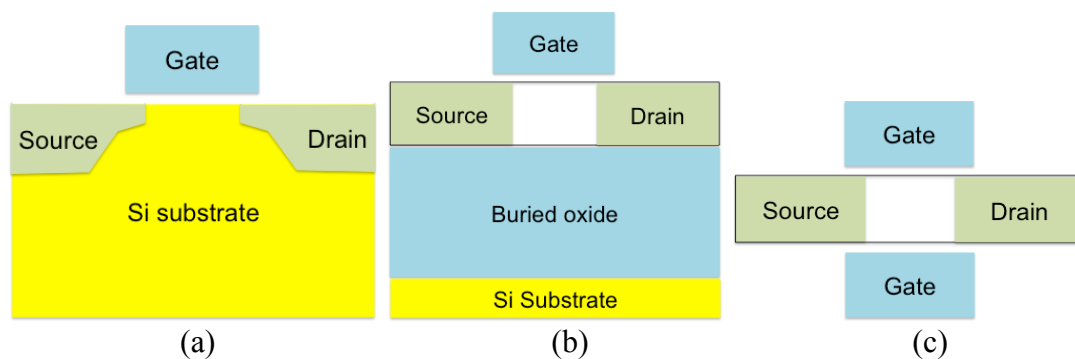 Gate
Source
Drain
Si substrate
(a)
Gate
Source
Drain
Buried oxide
Si Substrate
(b)
Gate
Source
Drain
Gate
(c)